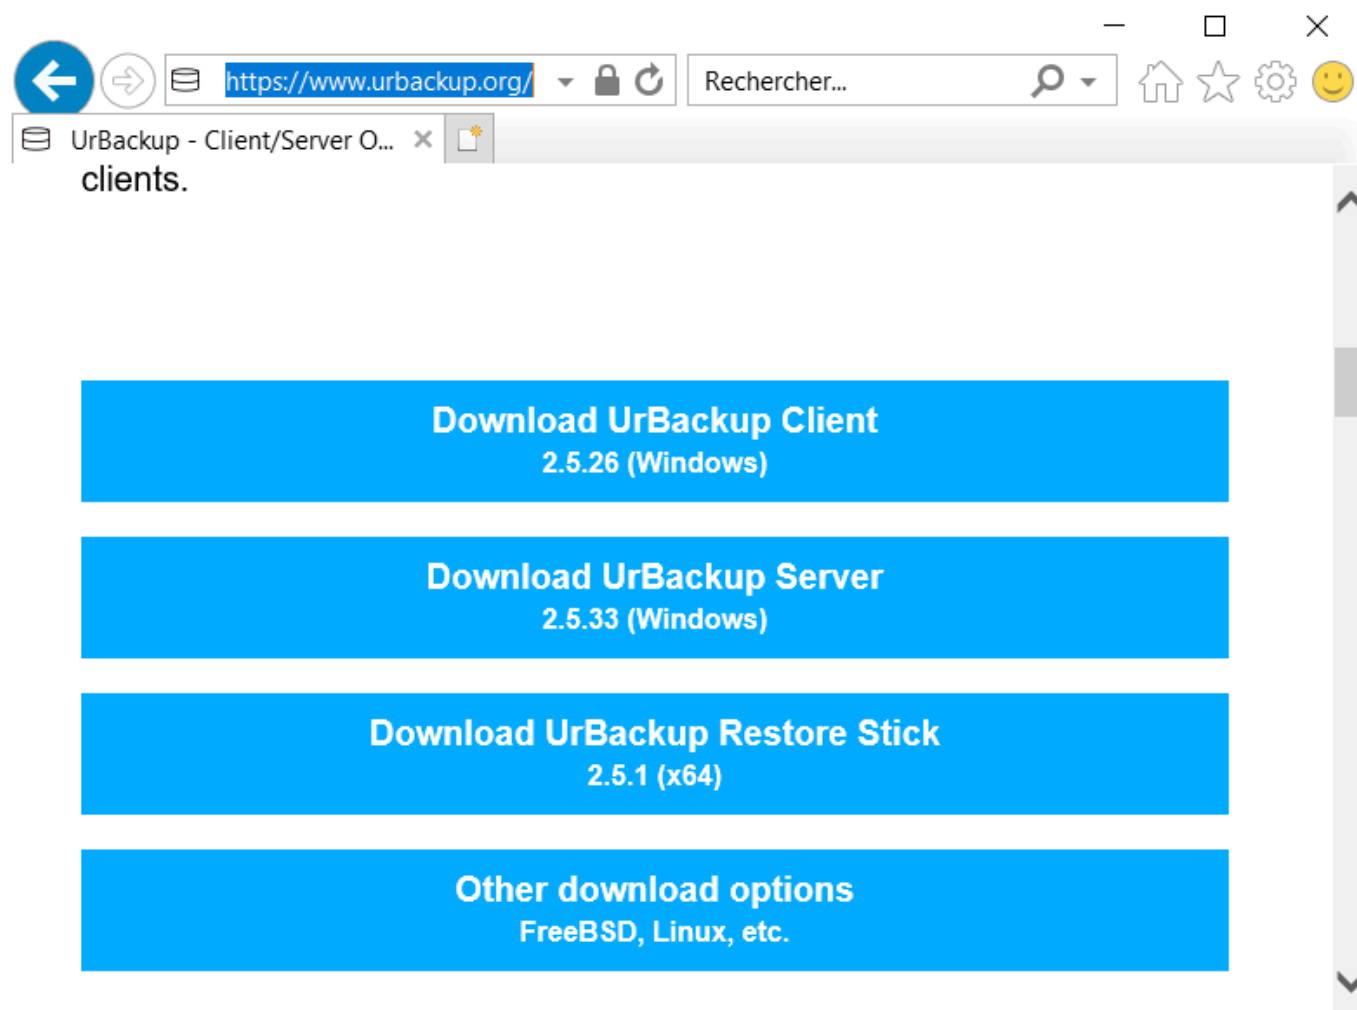 https://www.urbackup.org/
Rechercher...
UrBackup - Client/Server O...
clients.
Download UrBackup Client
2.5.26 (Windows)
Download UrBackup Server
2.5.33 (Windows)
Download UrBackup Restore Stick
2.5.1 (x64)
Other download options
FreeBSD, Linux, etc.